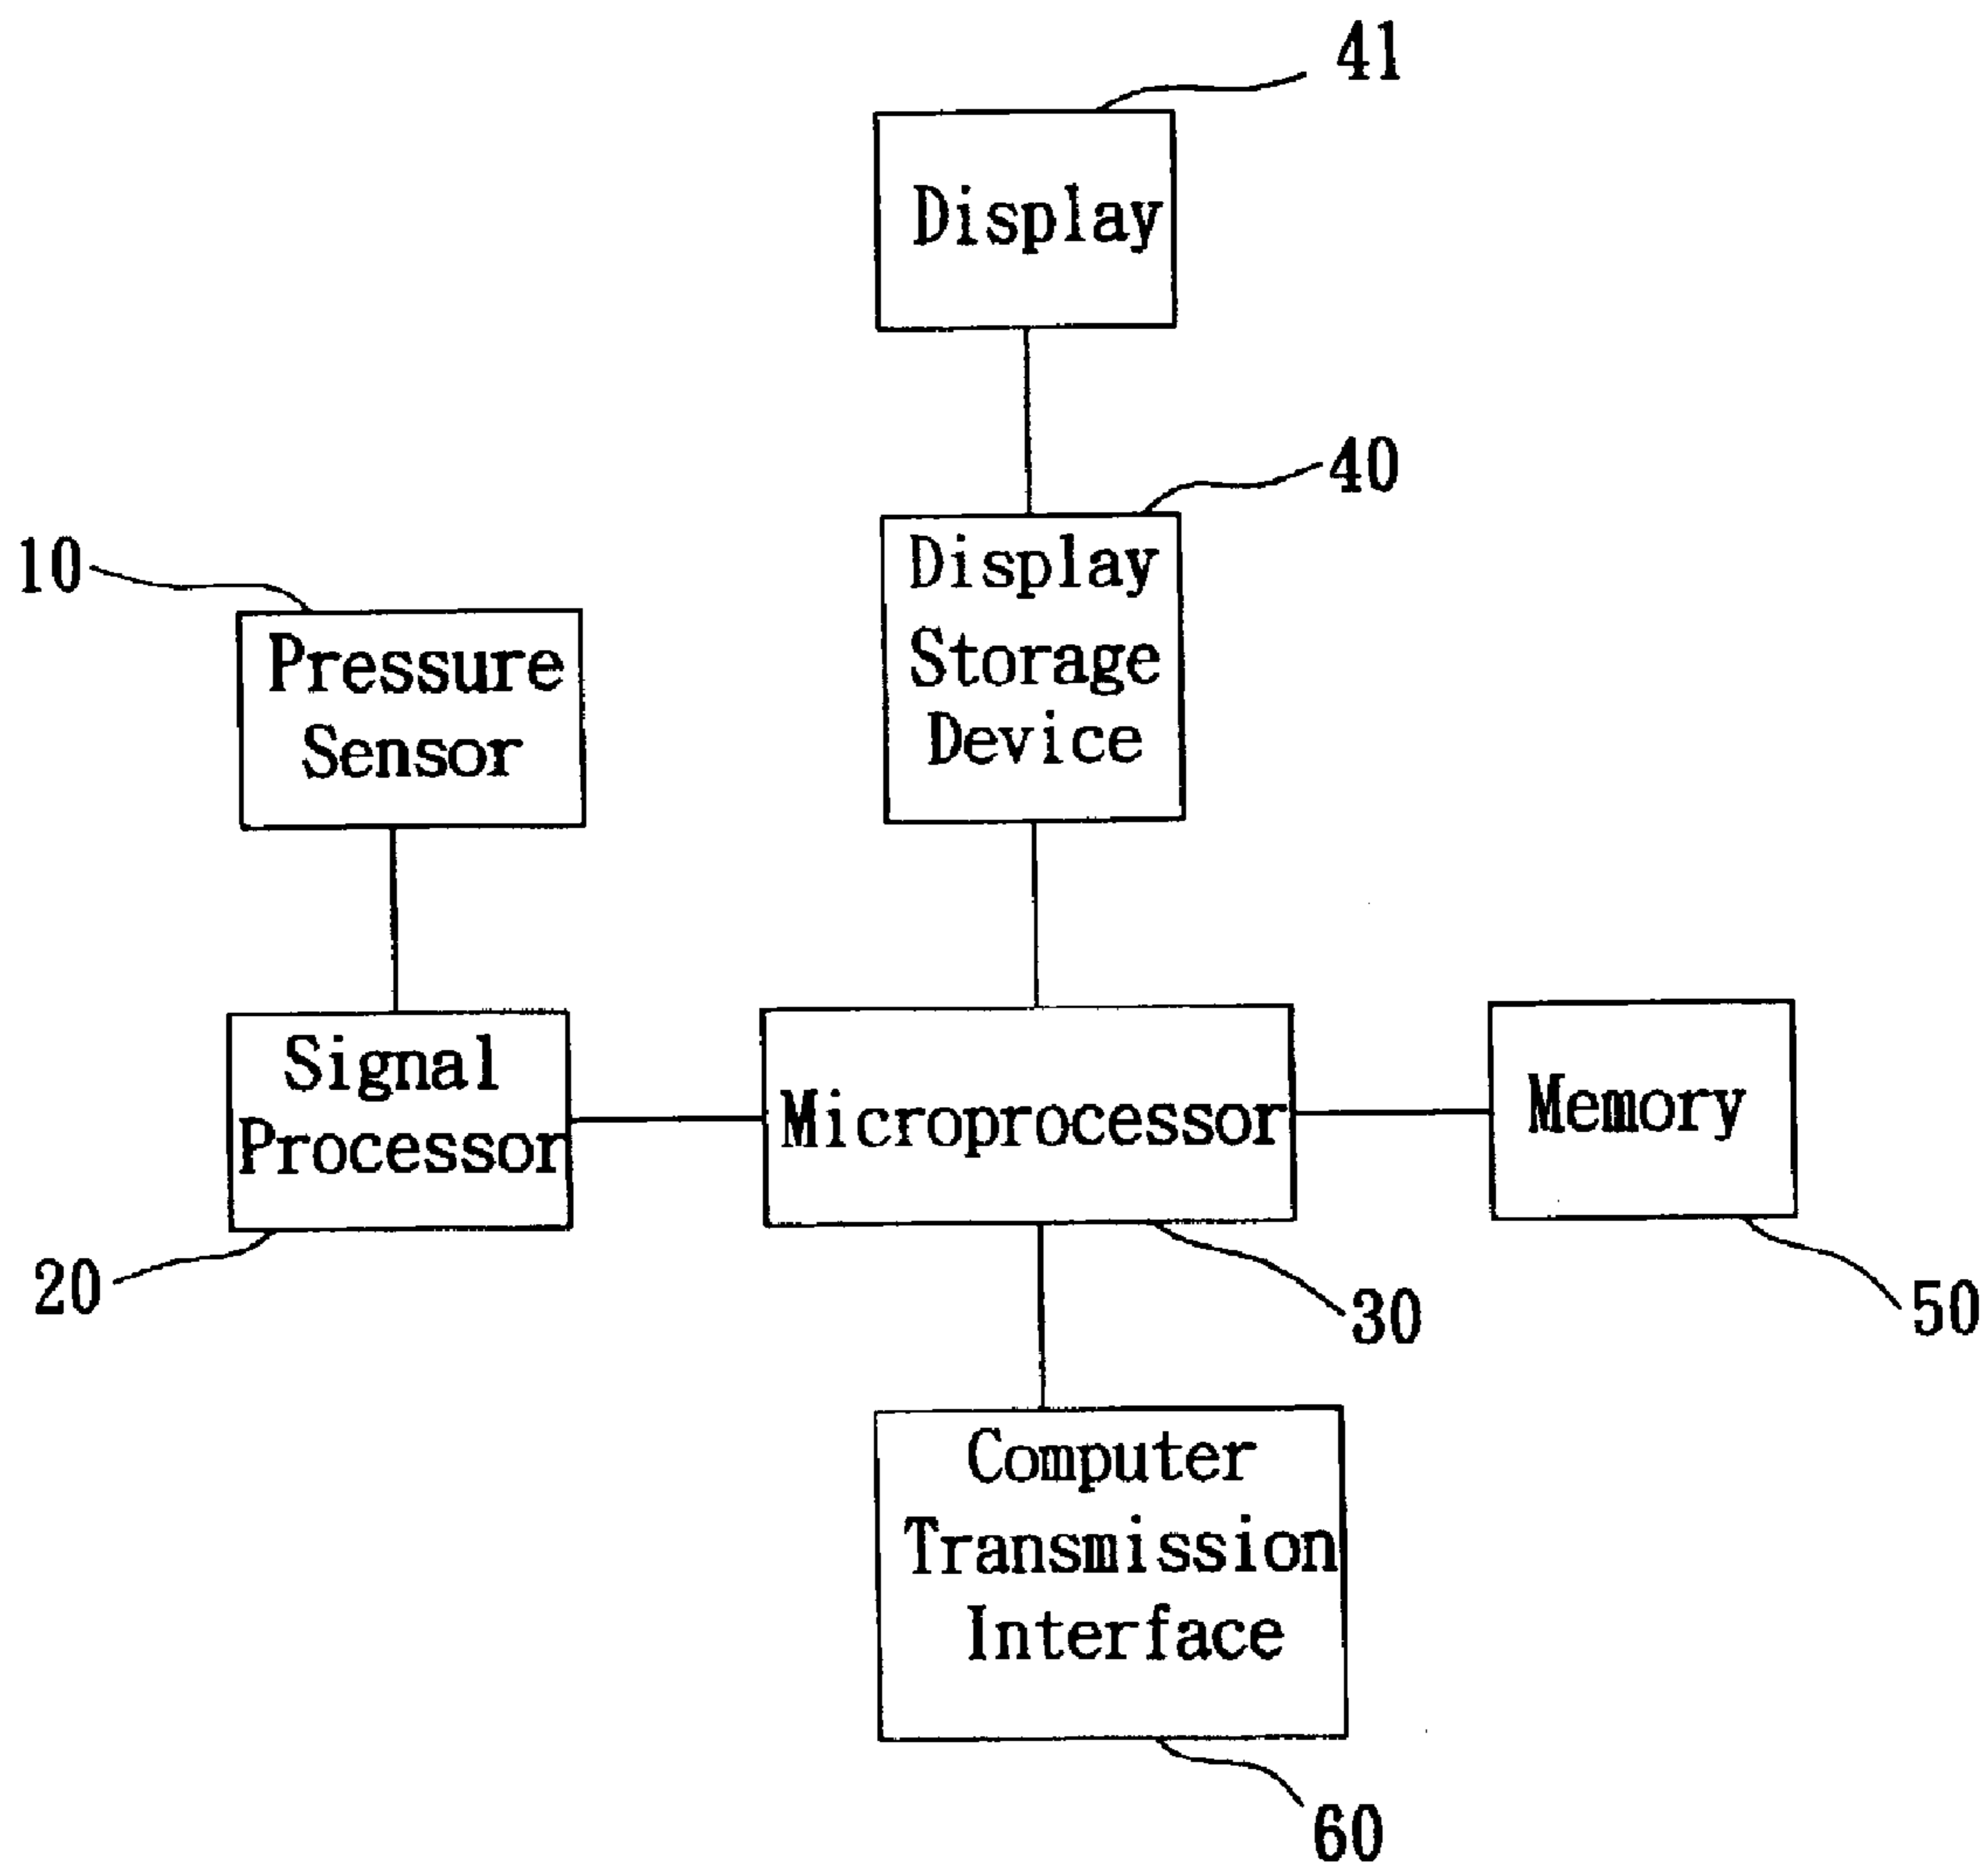 41
Display
40
Display
Storage
Device
10
Pressure
Sensor
Signal
Processor
20
Microprocessor
30
Memory
50
Computer
Transmission
Interface
60